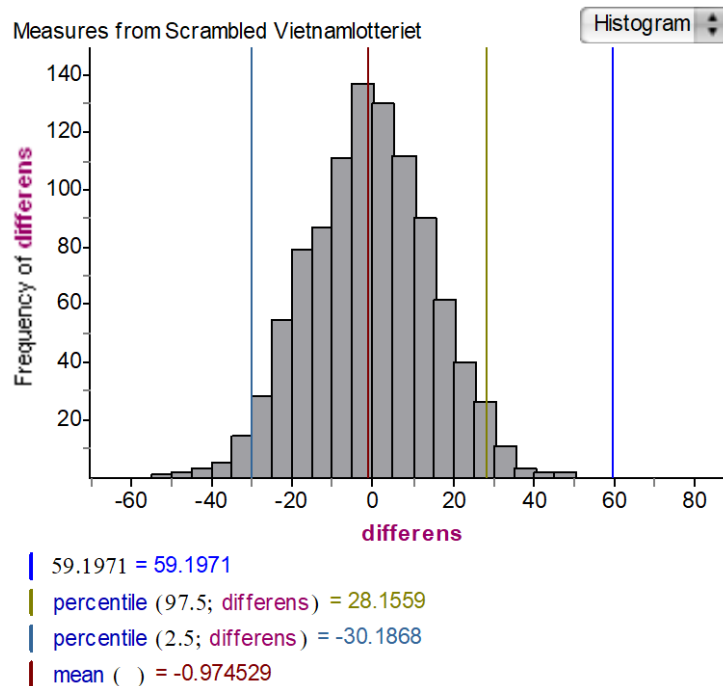 Measures from Scrambled Vietnamlotteriet
Histogram
Frequency of differens
140
120
100
80
60
40
20
-60 -40 -20 0 20 40 60 80
differens
59.1971 = 59.1971
percentile (97.5; differens) = 28.1559
percentile (2.5; differens) = -30.1868
mean ( ) = -0.974529